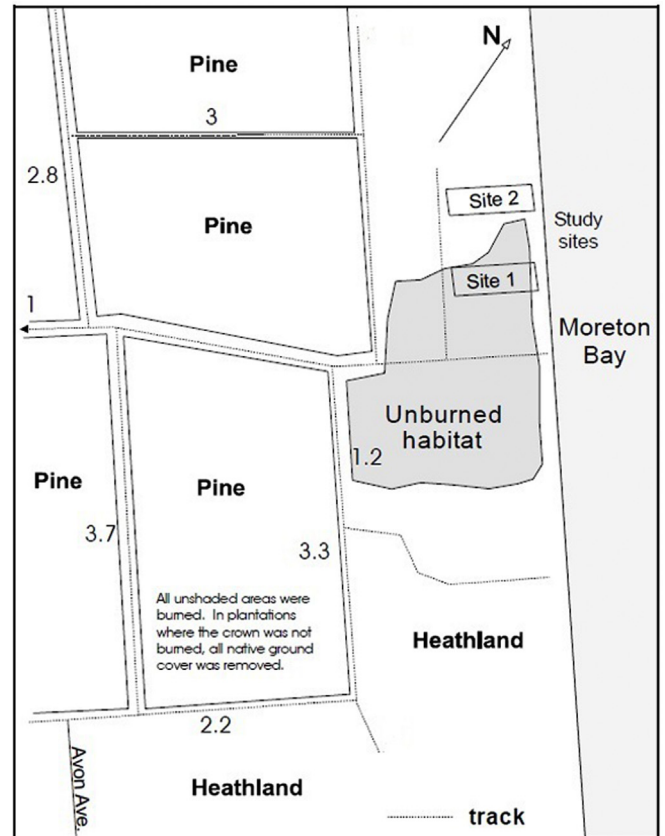 N
Pine
3
2.8
Pine
Site 2
Study
sites
Site 1
1
Moreton
Bay
Unburned
habitat
1.2
Pine
Pine
3.7
3.3
All unshaded areas were
burned. In plantations
where the crown was not
burned, all native ground
cover was removed.
Heathland
2.2
Avon Ave.
Heathland
track